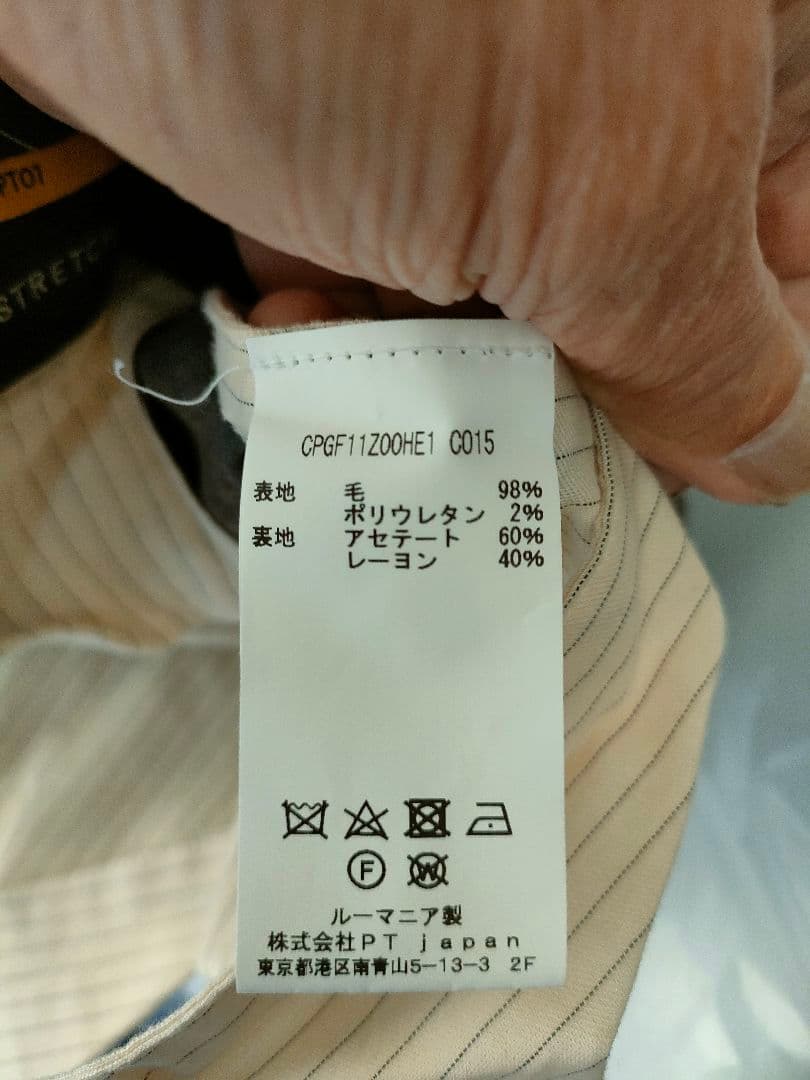 PT01
STRETCH
CPGF11Z00HE1 C015
表地 毛 98%
ポリウレタン 2%
裏地 アセテート 60%
レーヨン 40%
F
W
ルーマニア製
株式会社PT japan
東京都港区南青山5-13-3 2F